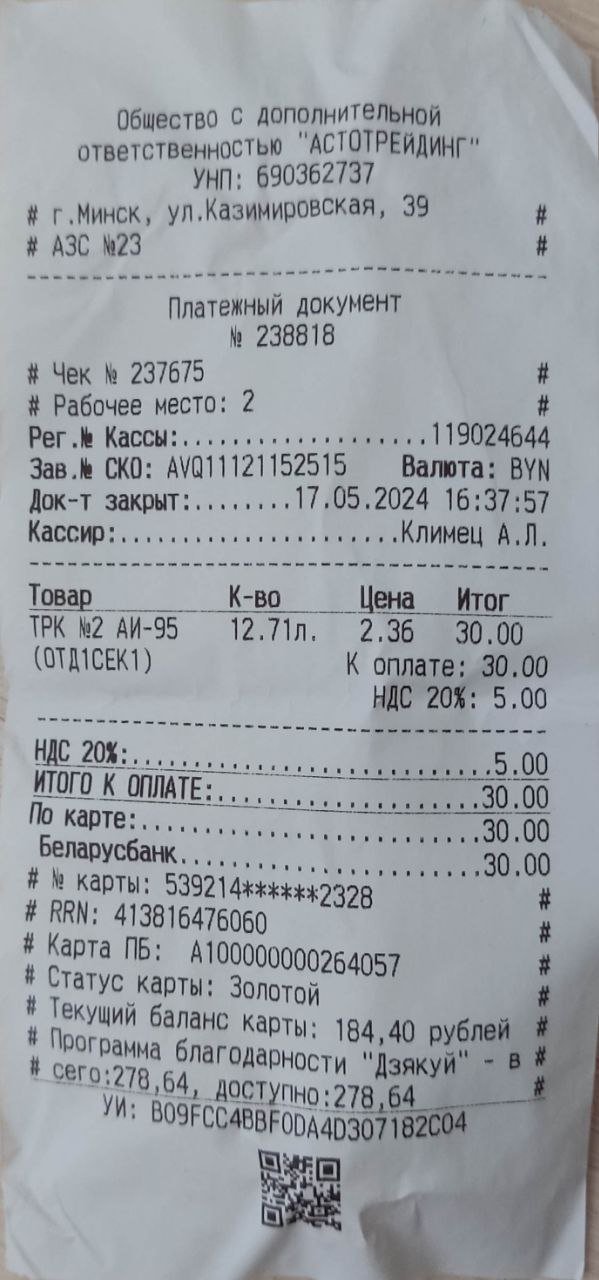 Общество с дополнительной
ответственностью "АСТОТРЕЙДИНГ"
УНП: 690362737
# г.Минск, ул.Казимировская, 39 #
# АЗС №23 #
Платежный документ
№ 238818
# Чек № 237675 #
# Рабочее место: 2 #
Рег.№ Кассы:...................119024644
Зав.№ СКО: AVQ11121152515 Валюта: BYN
Док-т закрыт:........17.05.2024 16:37:57
Кассир:......................Климец А.Л.
Товар К-во Цена Итог
ТРК №2 АИ-95 12.71л. 2.36 30.00
(ОТД1СЕК1) К оплате: 30.00
НДС 20%: 5.00
НДС 20%:............................5.00
ИТОГО К ОПЛАТЕ:....................30.00
По карте:..........................30.00
Беларусбанк.......................30.00
# № карты: 539214******2328 #
# RRN: 413816476060 #
# Карта ПБ: A100000000264057 #
# Статус карты: Золотой #
# Текущий баланс карты: 184,40 рублей #
# Программа благодарности "Дзякуй" - в #
# сего:278,64, доступно:278,64 #
УИ: B09FCC4BBF0DA4D307182C04